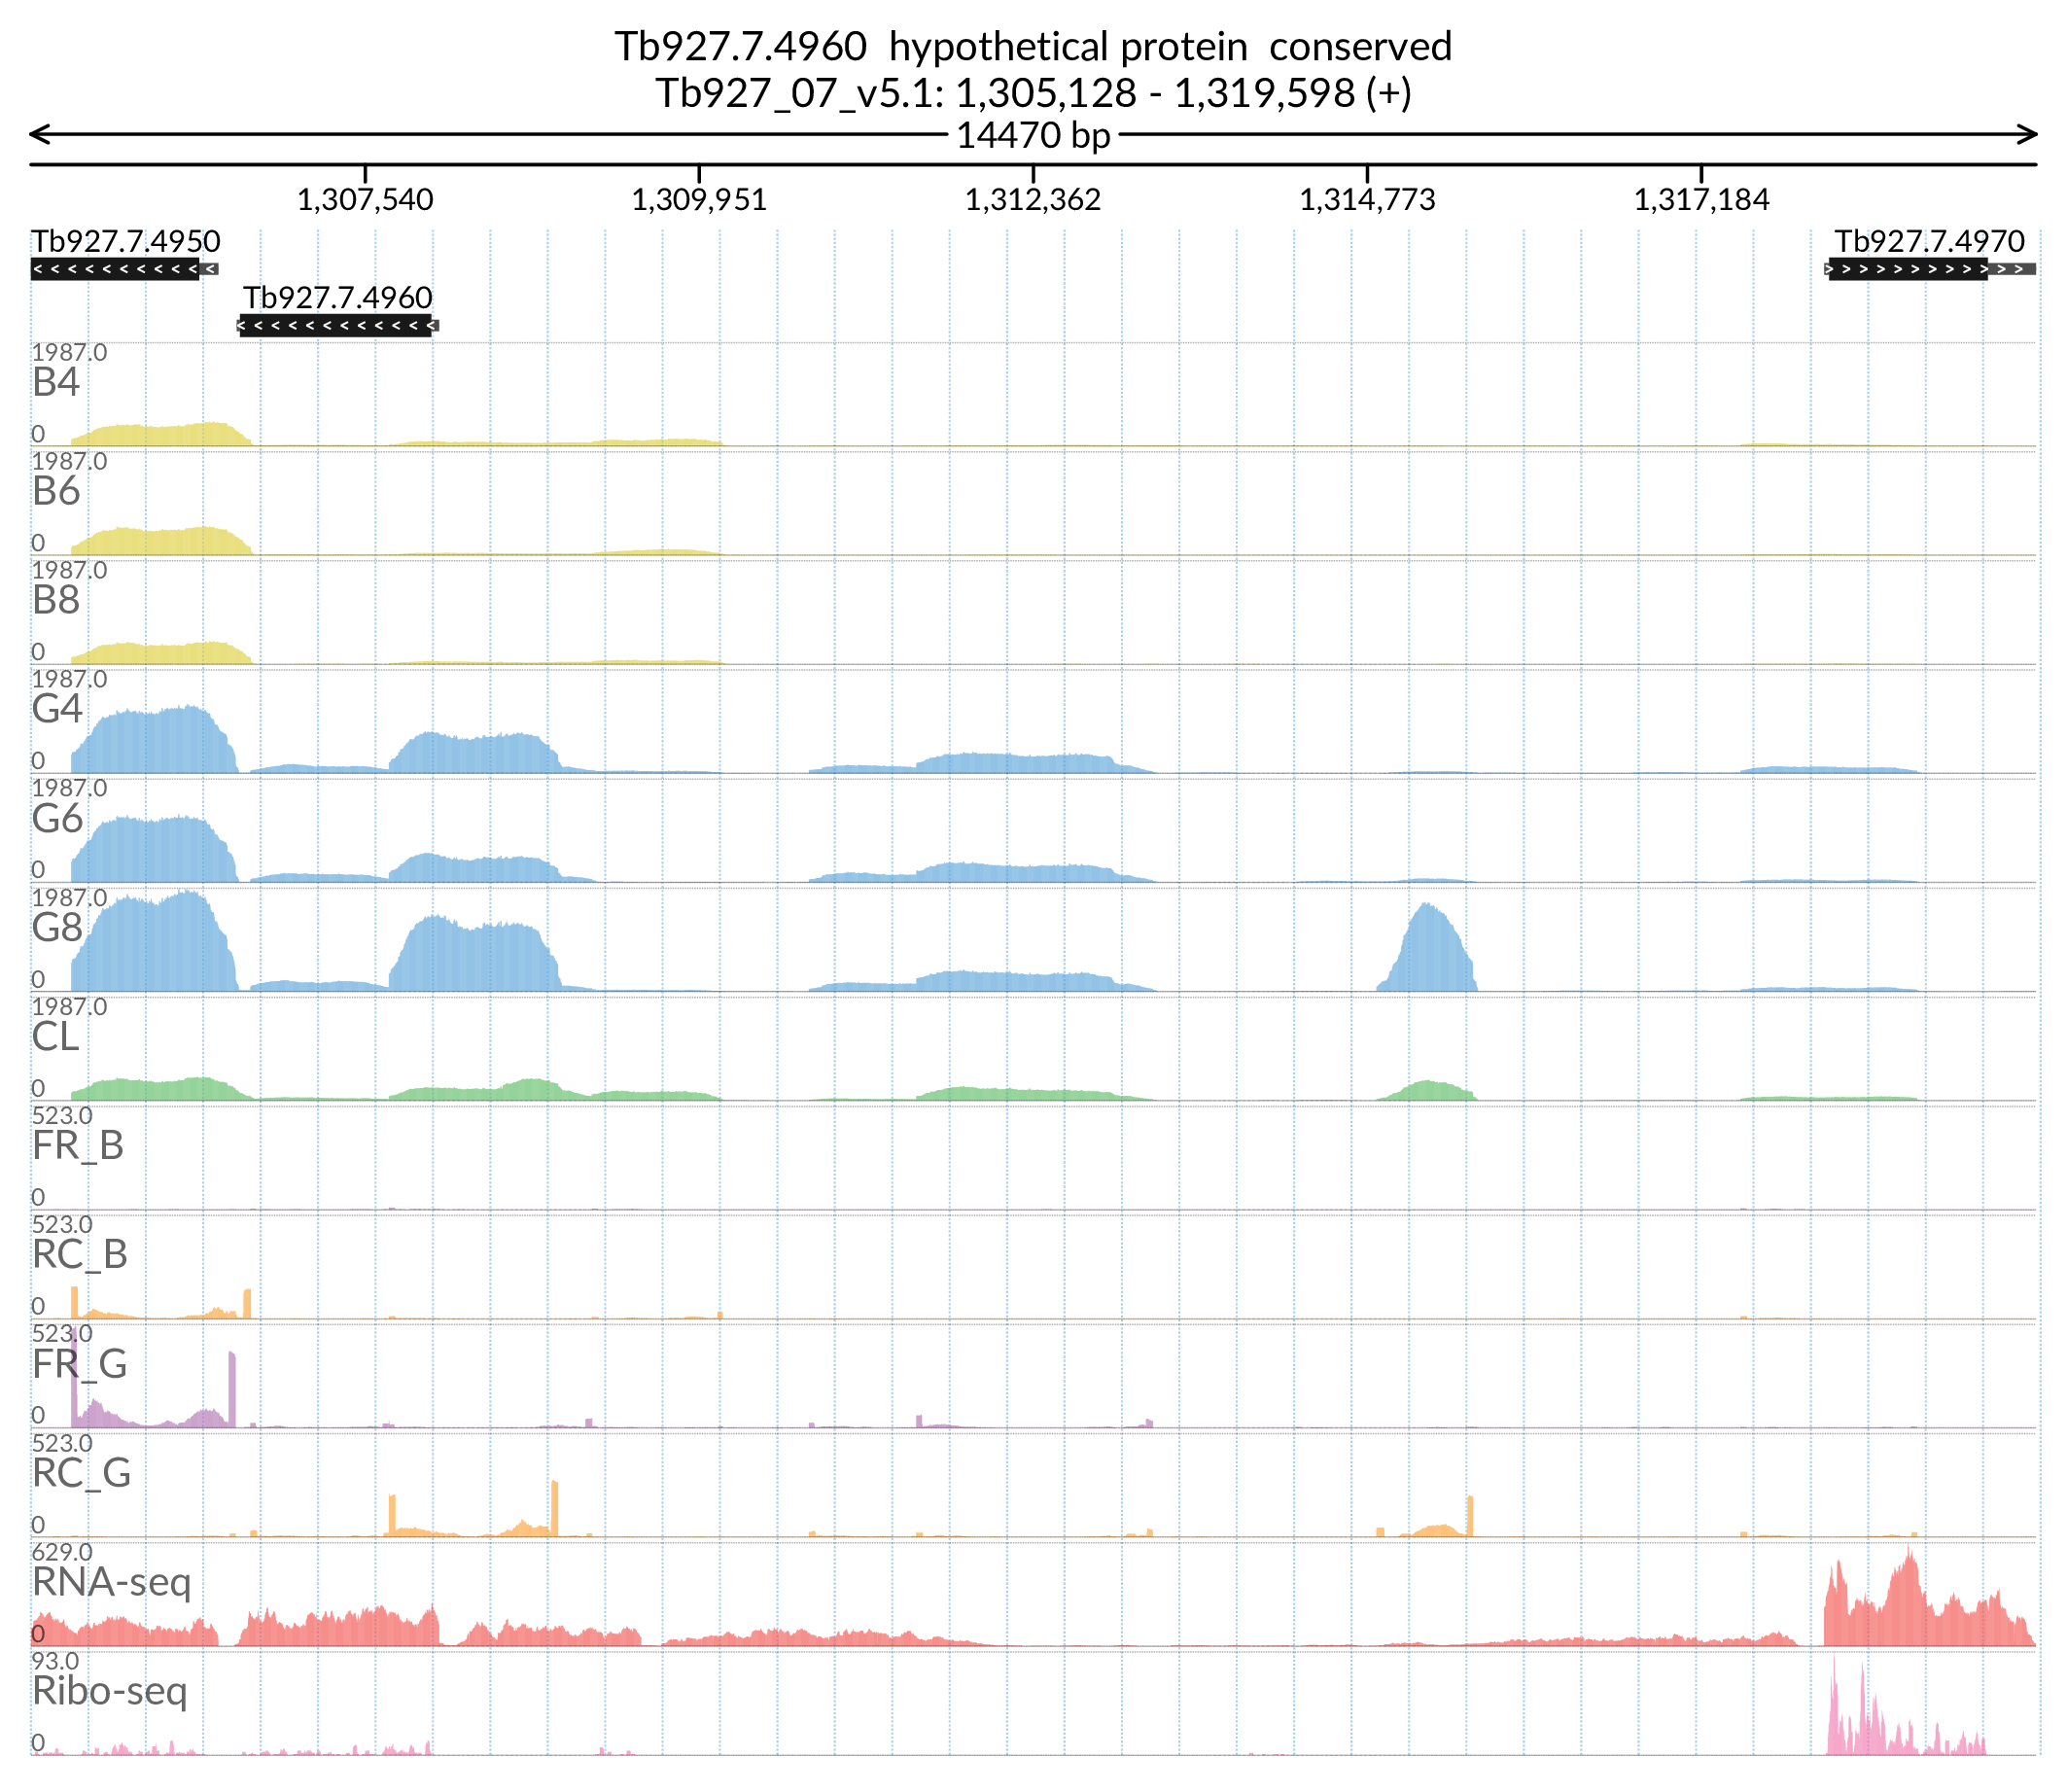 Tb927.7.4960  hypothetical protein  conserved
Tb927_07_v5.1: 1,305,128 - 1,319,598 (+)
14470 bp
1,307,540 1,309,951 1,312,362 1,314,773 1,317,184
Tb927.7.4950 Tb927.7.4970
Tb927.7.4960
1987.0
B4
0
1987.0
B6
0
1987.0
B8
0
1987.0
G4
0
1987.0
G6
0
1987.0
G8
0
1987.0
CL
0
523.0
FR_B
0
523.0
RC_B
0
523.0
FR_G
0
523.0
RC_G
0
629.0
RNA-seq
0
93.0
Ribo-seq
0